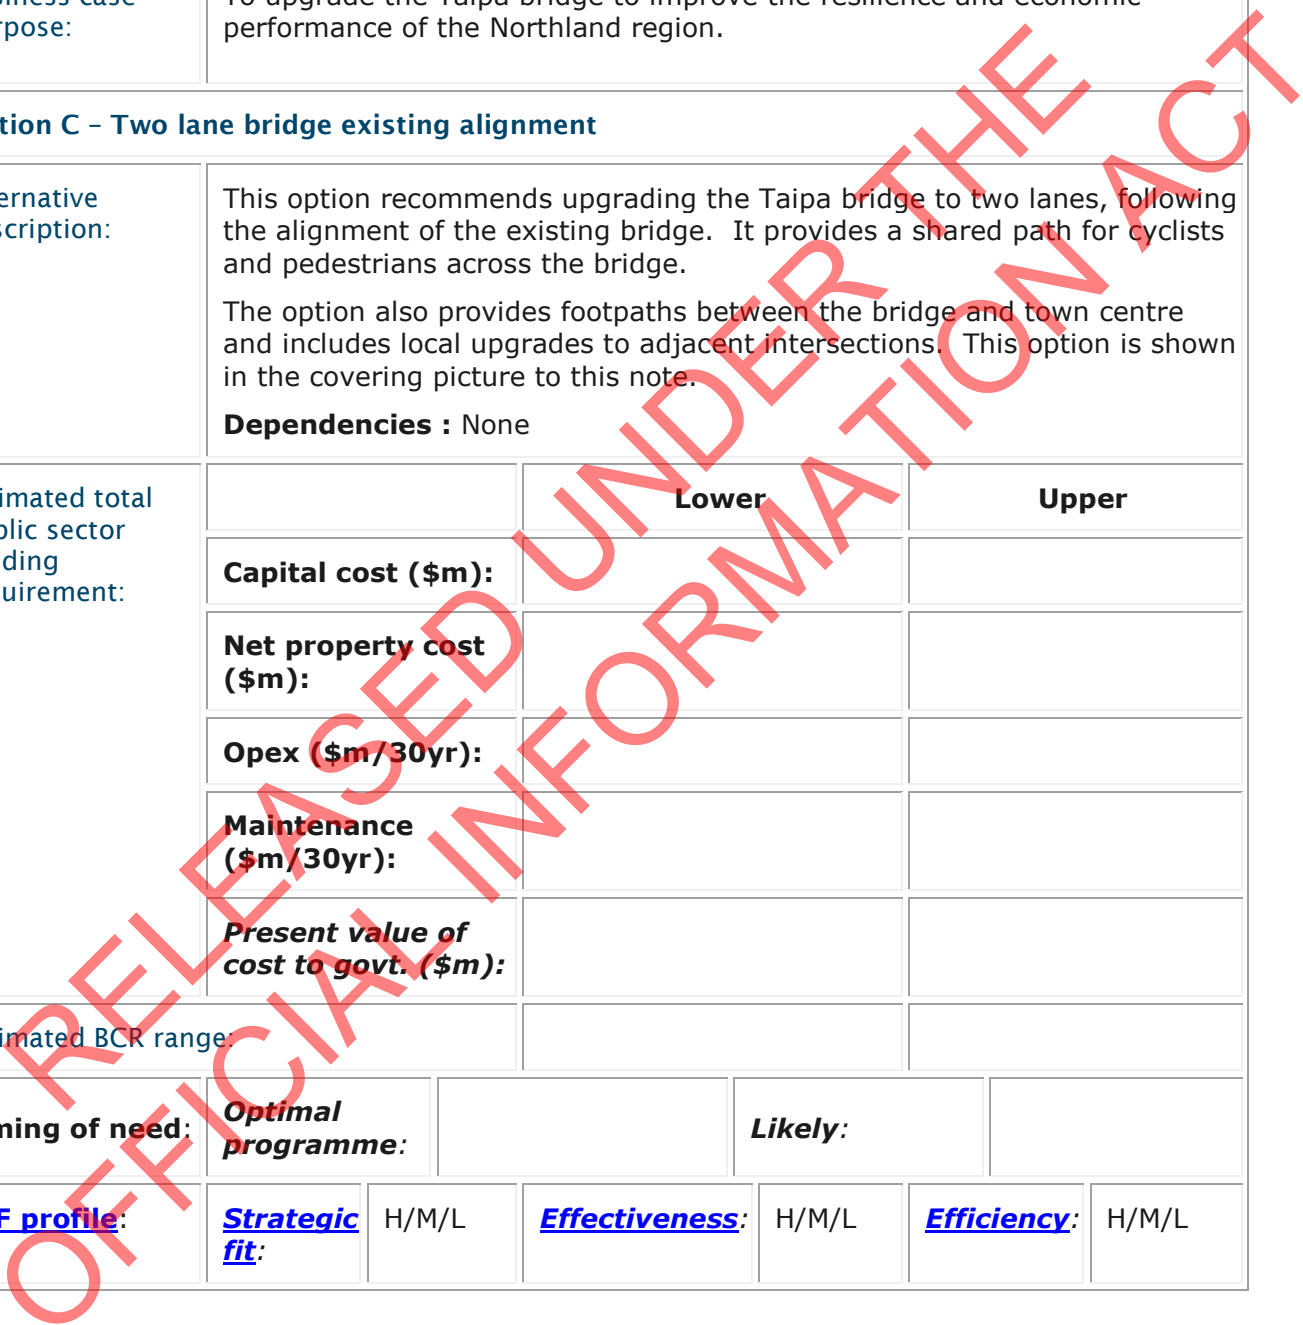 siness case
rpose:
To upgrade the Taipa bridge to improve the resilience and economic
performance of the Northland region.
tion C – Two lane bridge existing alignment
ernative
scription:
This option recommends upgrading the Taipa bridge to two lanes, following
the alignment of the existing bridge. It provides a shared path for cyclists
and pedestrians across the bridge.
The option also provides footpaths between the bridge and town centre
and includes local upgrades to adjacent intersections. This option is shown
in the covering picture to this note.
Dependencies : None
imated total
blic sector
ding
uirement:
Lower
Upper
Capital cost ($m):
Net property cost
($m):
Opex ($m/30yr):
Maintenance
($m/30yr):
Present value of
cost to govt. ($m):
imated BCR range:
ming of need:
Optimal
programme:
Likely:
F profile:
Strategic
fit:
H/M/L
Effectiveness:
H/M/L
Efficiency:
H/M/L
RELEASED UNDER THE
OFFICIAL INFORMATION ACT